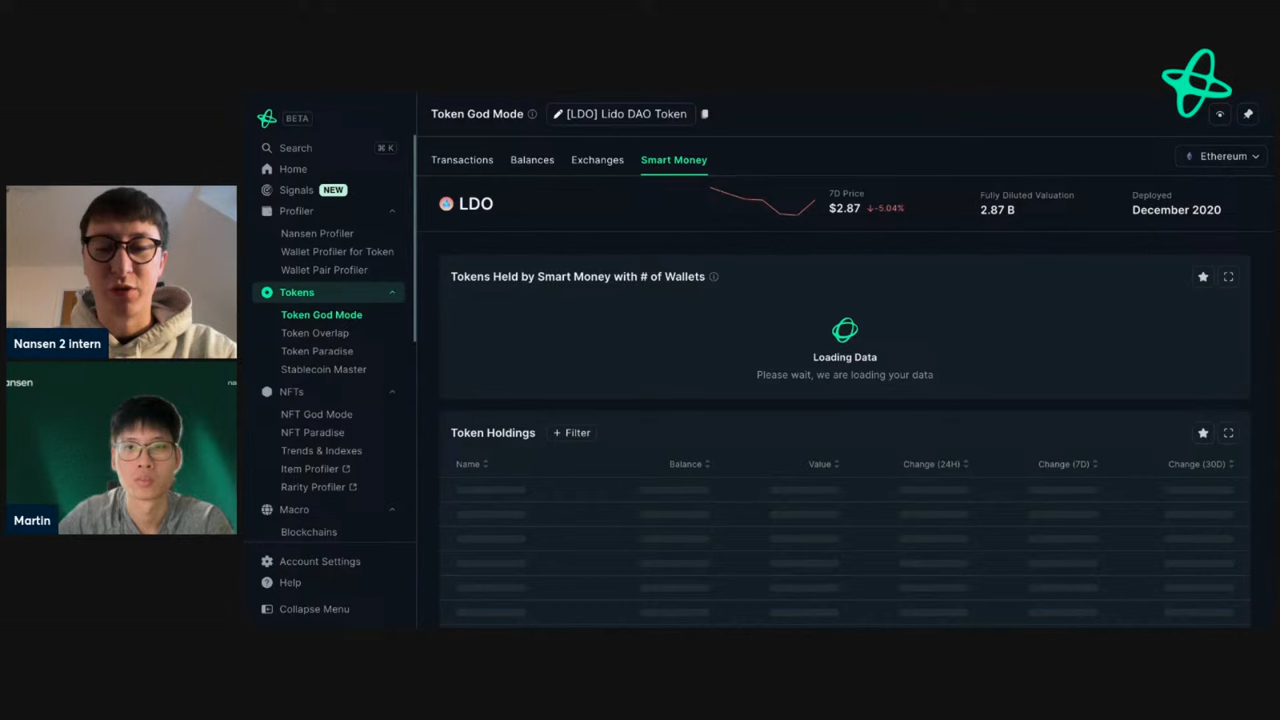 Nansen 2 Intern
ansen
na
Martin
BETA
Search
⌘ K
Home
Signals NEW
Profiler
Nansen Profiler
Wallet Profiler for Token
Wallet Pair Profiler
Tokens
Token God Mode
Token Overlap
Token Paradise
Stablecoin Master
NFTs
NFT God Mode
NFT Paradise
Trends & Indexes
Item Profiler
Rarity Profiler
Macro
Blockchains
Account Settings
Help
Collapse Menu
Token God Mode [LDO] Lido DAO Token
Transactions Balances Exchanges Smart Money
Ethereum
LDO
7D Price
$2.87 ↓-5.04%
Fully Diluted Valuation
2.87 B
Deployed
December 2020
Tokens Held by Smart Money with # of Wallets
Loading Data
Please wait, we are loading your data
Token Holdings + Filter
Name Balance Value Change (24H) Change (7D) Change (30D)